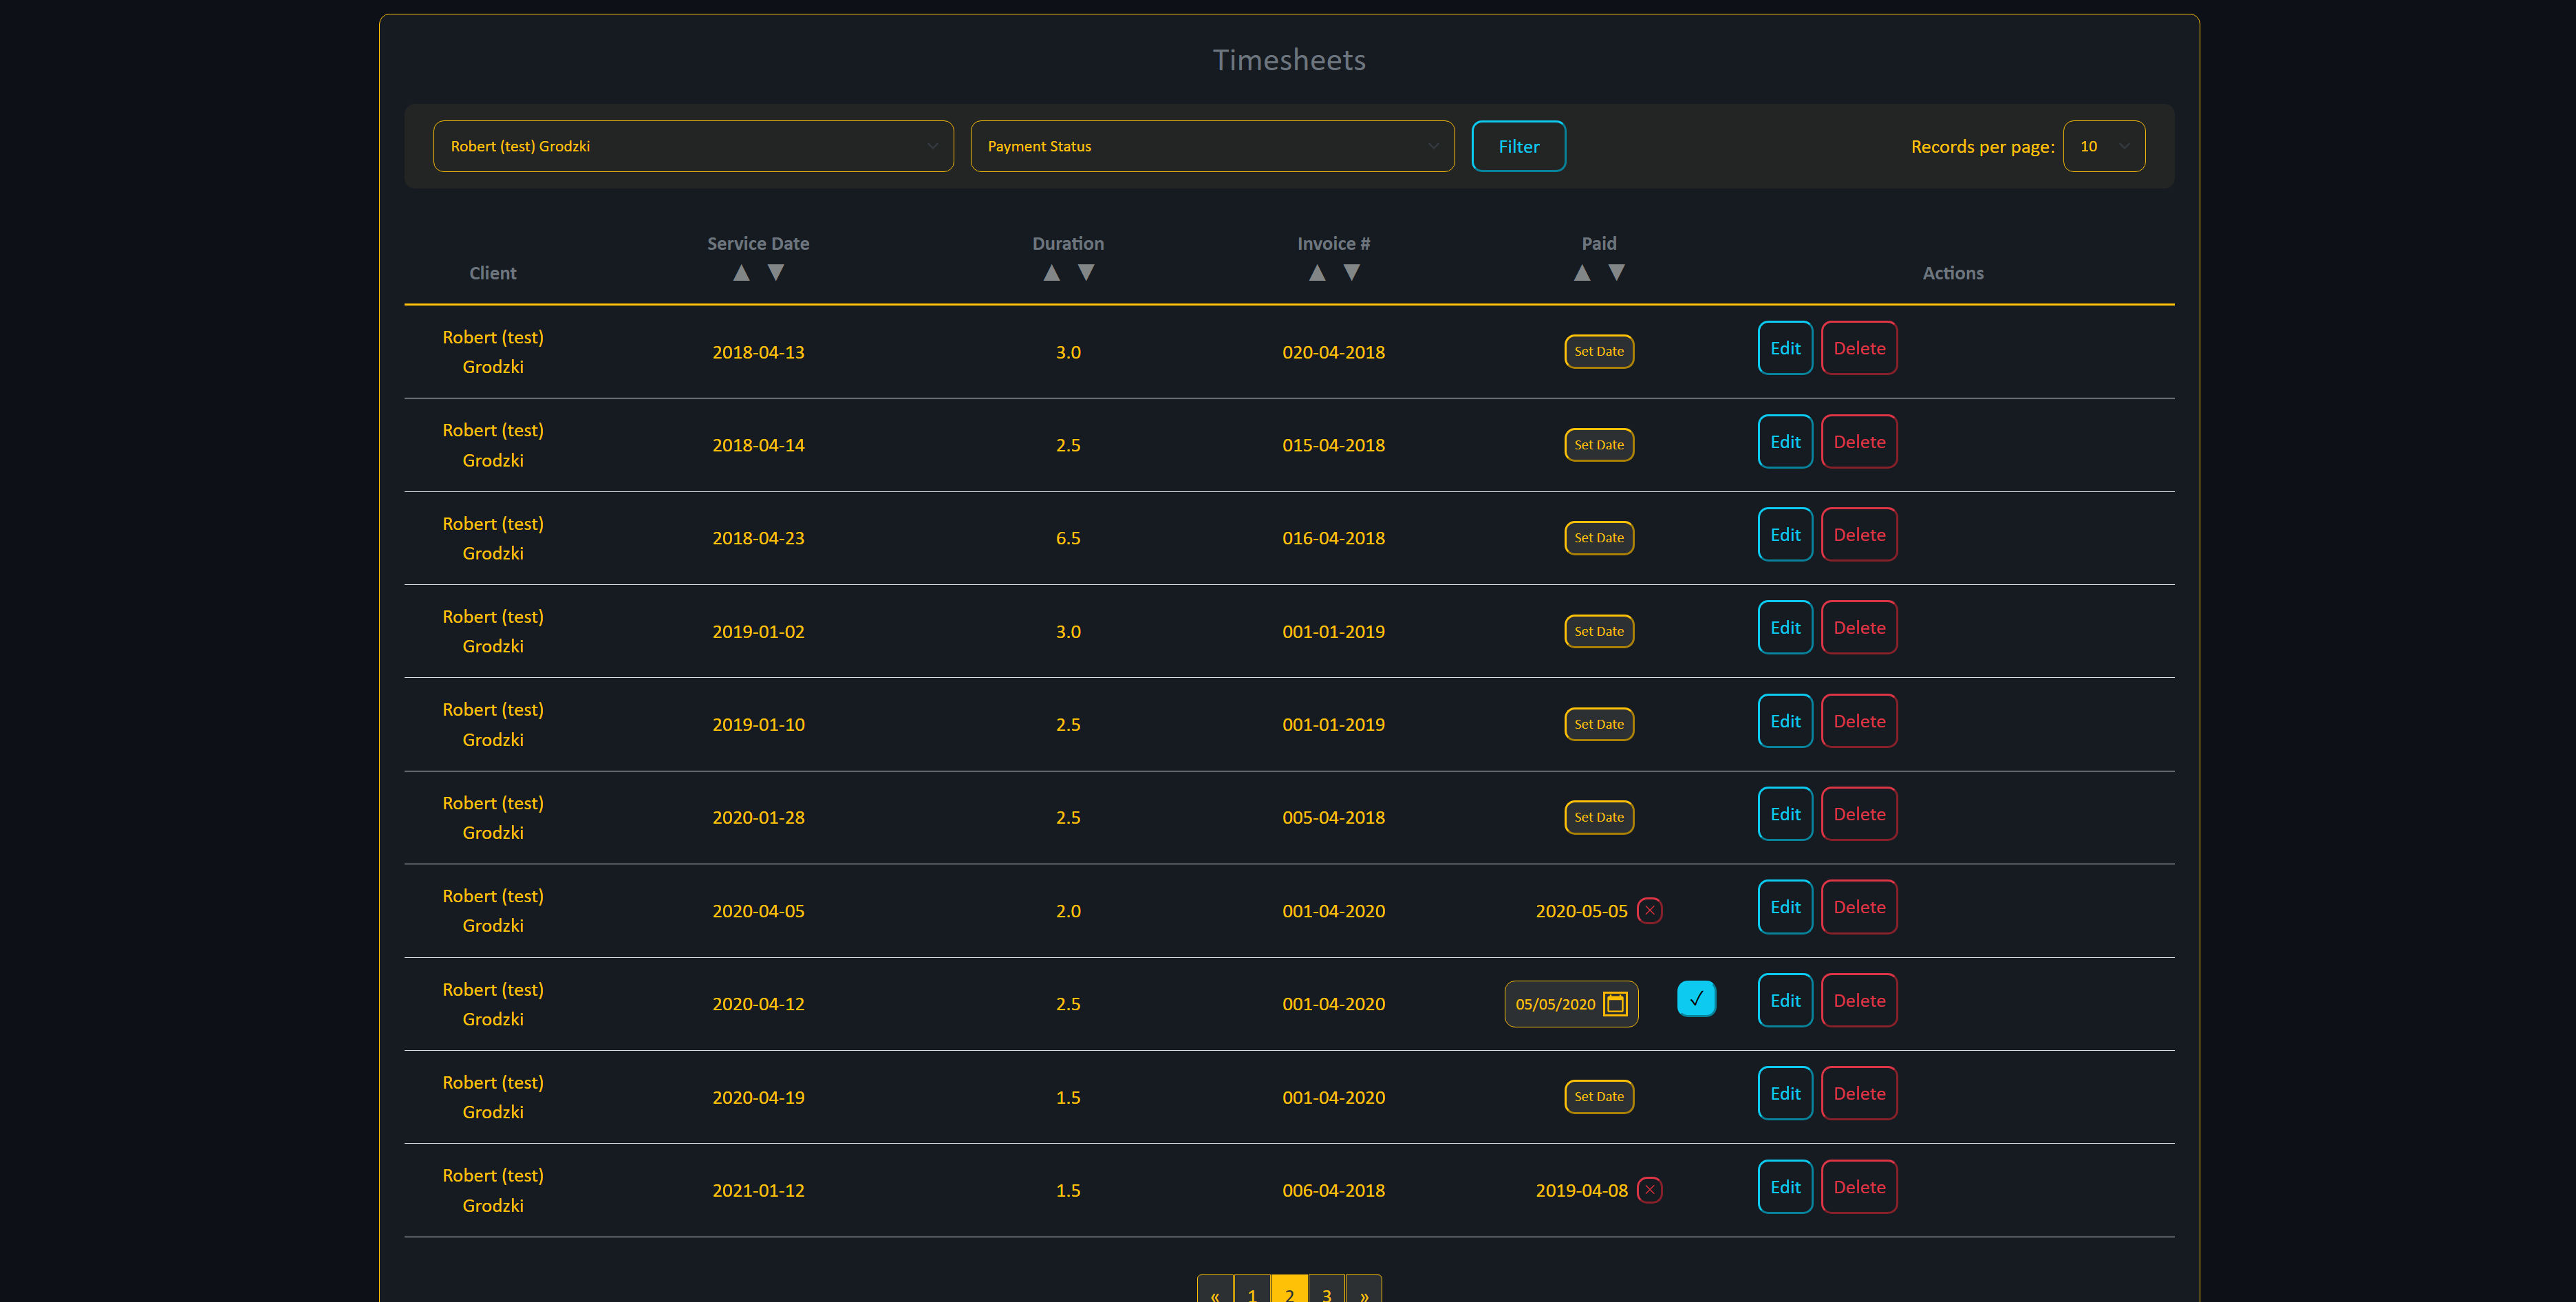 Timesheets
Robert (test) Grodzki
Payment Status
Filter
Records per page:
10
Client
Service Date
▲ ▼
Duration
▲ ▼
Invoice #
▲ ▼
Paid
▲ ▼
Actions
Robert (test)
Grodzki
2018-04-13
3.0
020-04-2018
Set Date
Edit
Delete
Robert (test)
Grodzki
2018-04-14
2.5
015-04-2018
Set Date
Edit
Delete
Robert (test)
Grodzki
2018-04-23
6.5
016-04-2018
Set Date
Edit
Delete
Robert (test)
Grodzki
2019-01-02
3.0
001-01-2019
Set Date
Edit
Delete
Robert (test)
Grodzki
2019-01-10
2.5
001-01-2019
Set Date
Edit
Delete
Robert (test)
Grodzki
2020-01-28
2.5
005-04-2018
Set Date
Edit
Delete
Robert (test)
Grodzki
2020-04-05
2.0
001-04-2020
2020-05-05
Edit
Delete
Robert (test)
Grodzki
2020-04-12
2.5
001-04-2020
05/05/2020
✓
Edit
Delete
Robert (test)
Grodzki
2020-04-19
1.5
001-04-2020
Set Date
Edit
Delete
Robert (test)
Grodzki
2021-01-12
1.5
006-04-2018
2019-04-08
Edit
Delete
« 1 2 3 »